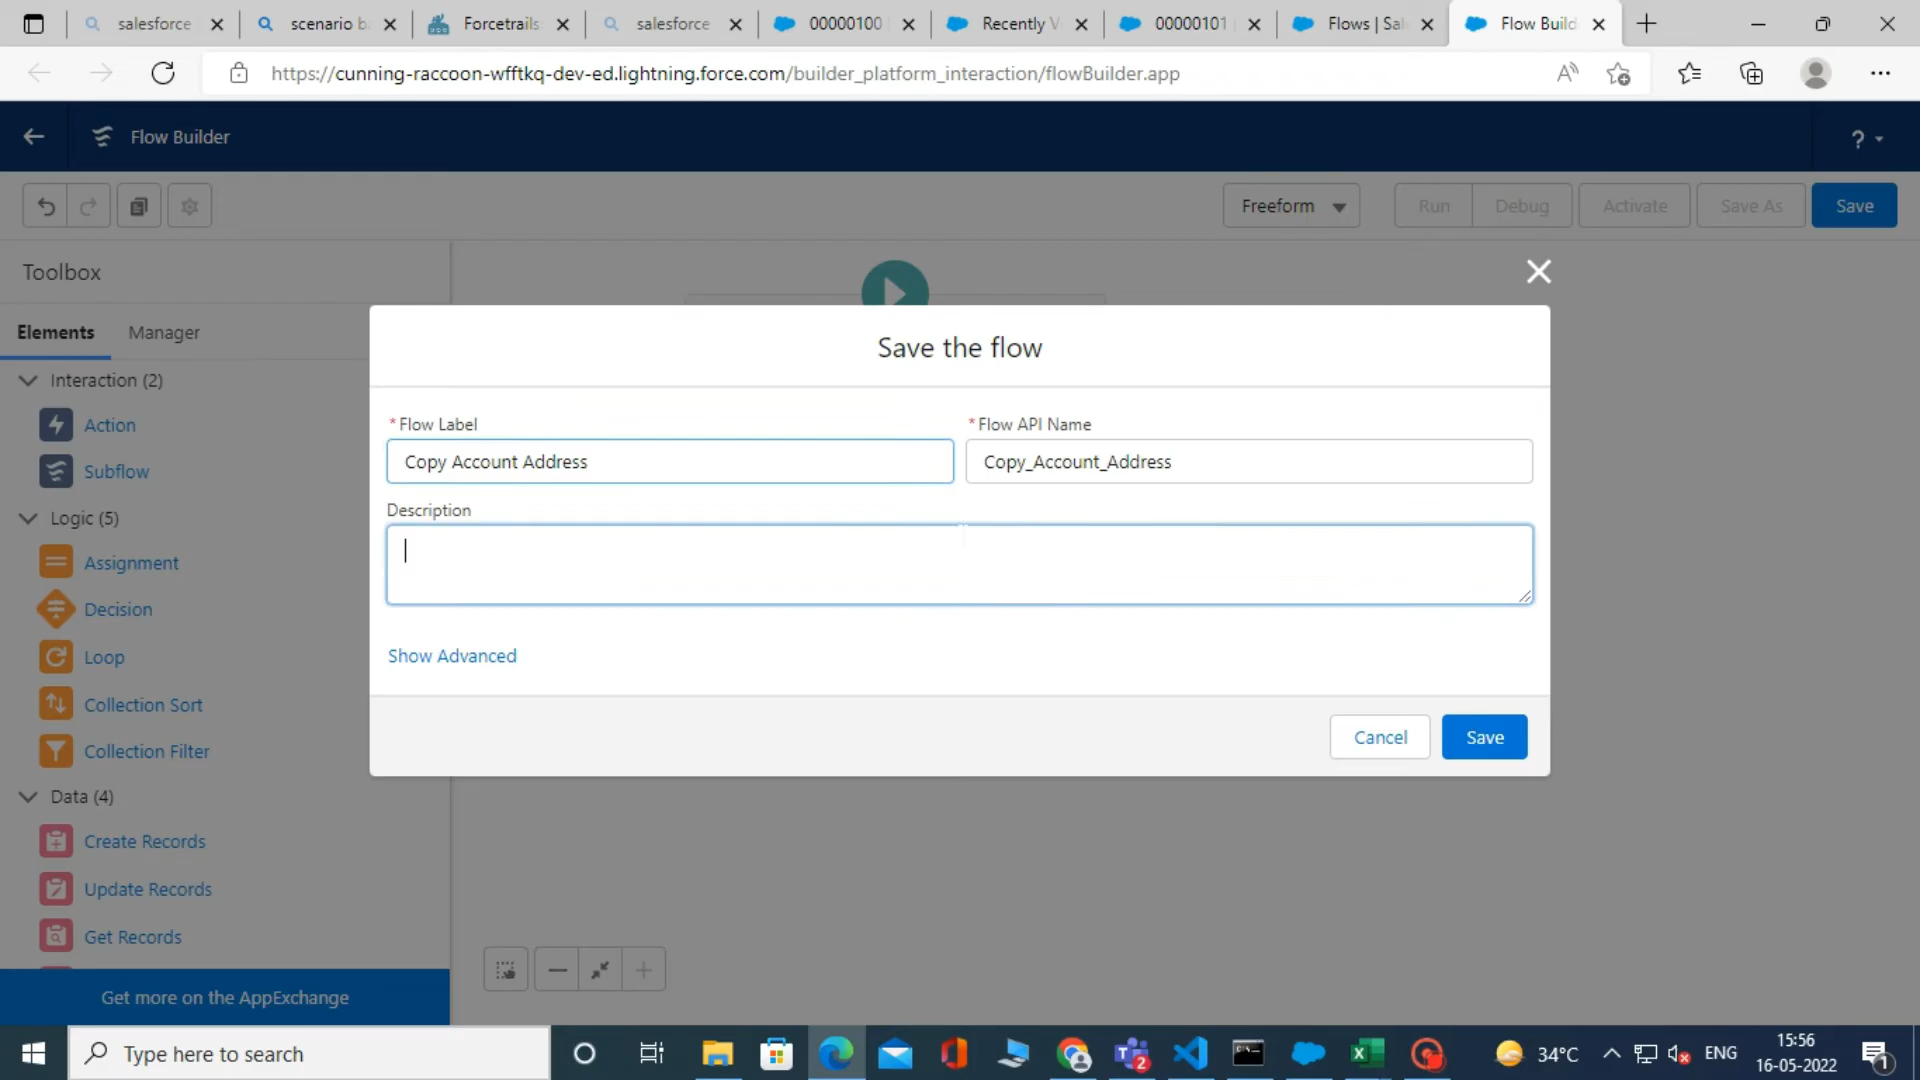 salesforce
scenario b
Forcetrails
salesforce
00000100
Recently V
00000101
Flows | Sal
Flow Build
https://cunning-raccoon-wfftkq-dev-ed.lightning.force.com/builder_platform_interaction/flowBuilder.app
Flow Builder
?
Freeform
Run
Debug
Activate
Save As
Save
Toolbox
Elements
Manager
Interaction (2)
Action
Subflow
Logic (5)
Assignment
Decision
Loop
Collection Sort
Collection Filter
Data (4)
Create Records
Update Records
Get Records
Get more on the AppExchange
Save the flow
* Flow Label
Copy Account Address
* Flow API Name
Copy_Account_Address
Description
Show Advanced
Cancel
Save
Type here to search
2
34°C
ENG
15:56
16-05-2022
1